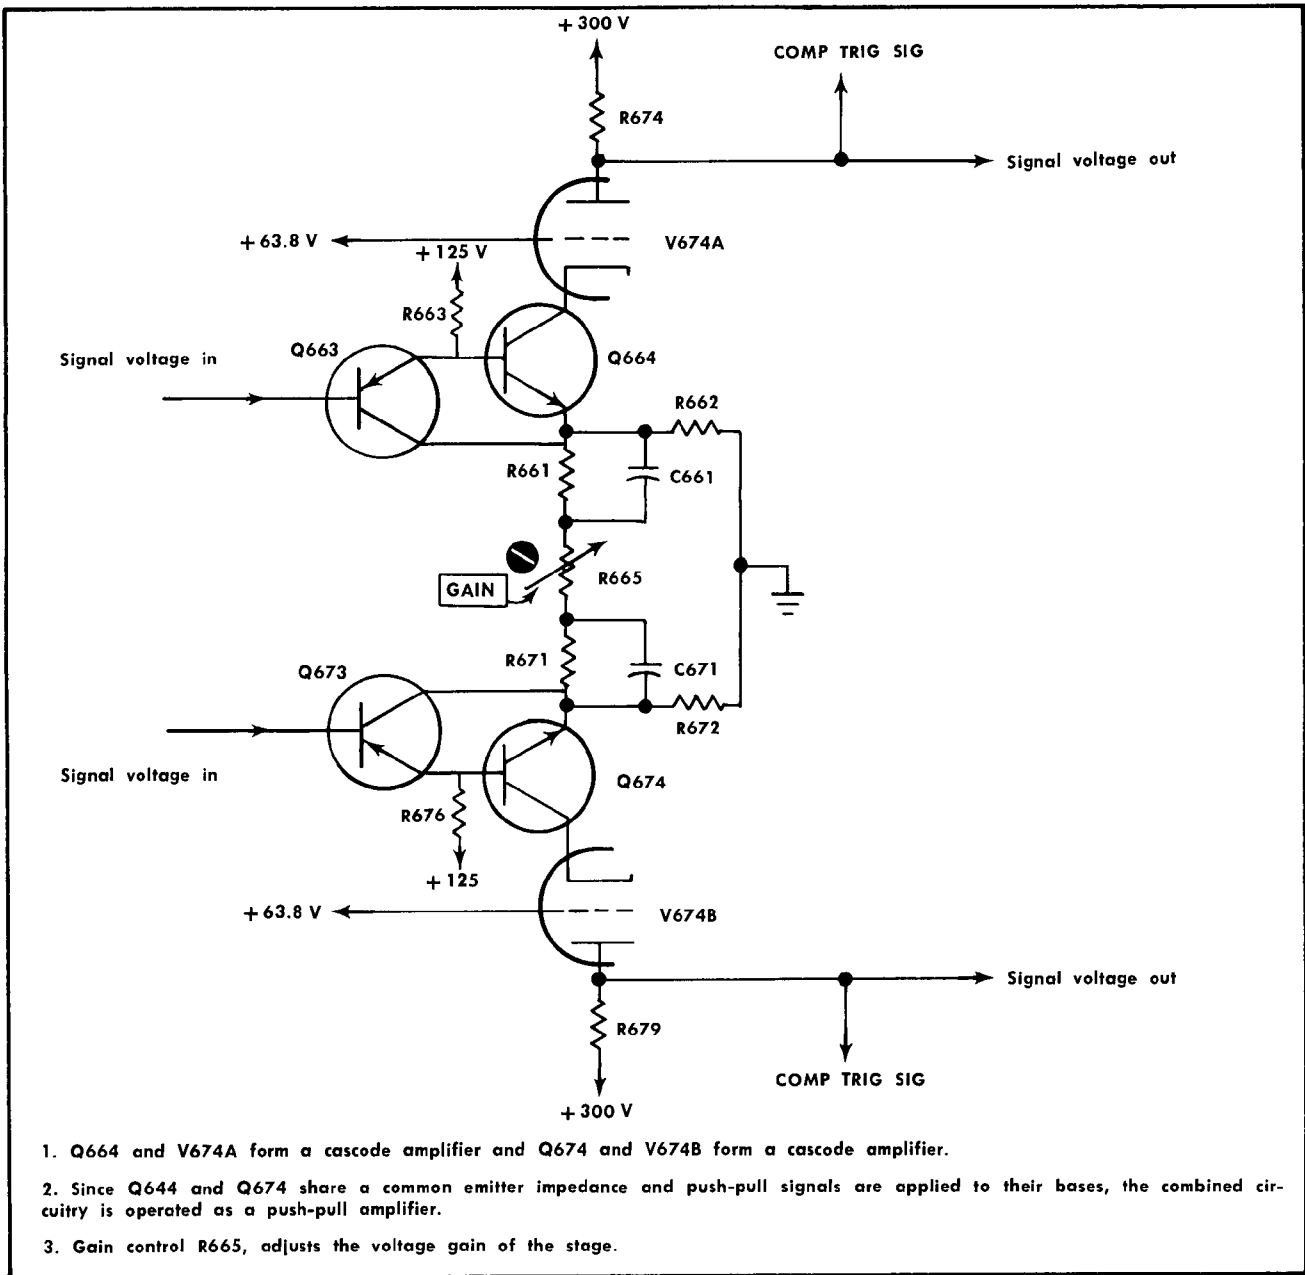 +300 V
COMP TRIG SIG
R674
Signal voltage out
+63.8 V
V674A
+125 V
R663
Q663
Q664
Signal voltage in
R662
R661
C661
R665
GAIN
R671
C671
Q673
R672
Signal voltage in
Q674
R676
+125
+63.8 V
V674B
Signal voltage out
R679
COMP TRIG SIG
+300 V
1. Q664 and V674A form a cascode amplifier and Q674 and V674B form a cascode amplifier.
2. Since Q644 and Q674 share a common emitter impedance and push-pull signals are applied to their bases, the combined cir-
cuitry is operated as a push-pull amplifier.
3. Gain control R665, adjusts the voltage gain of the stage.